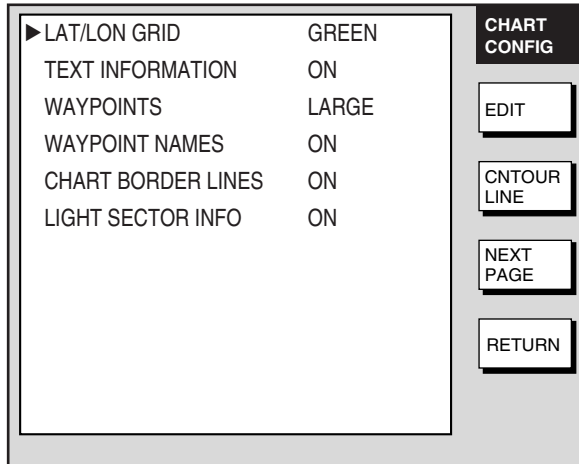 ▶LAT/LON GRID GREEN
TEXT INFORMATION ON
WAYPOINTS LARGE
WAYPOINT NAMES ON
CHART BORDER LINES ON
LIGHT SECTOR INFO ON
CHART
CONFIG
EDIT
CNTOUR
LINE
NEXT
PAGE
RETURN